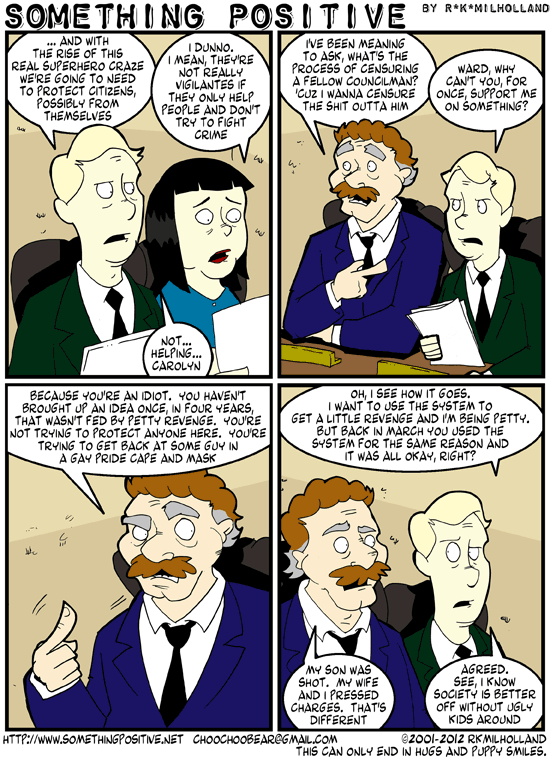 SOMETHING POSITIVE BY R*K*MILHOLLAND
... AND WITH
THE RISE OF THIS
REAL SUPERHERO CRAZE
WE'RE GOING TO NEED
TO PROTECT CITIZENS,
POSSIBLY FROM
THEMSELVES
I DUNNO.
I MEAN, THEY'RE
NOT REALLY
VIGILANTES IF
THEY ONLY HELP
PEOPLE AND DON'T
TRY TO FIGHT
CRIME
NOT...
HELPING...
CAROLYN
I'VE BEEN MEANING
TO ASK, WHAT'S THE
PROCESS OF CENSURING
A FELLOW COUNCILMAN?
'CUZ I WANNA CENSURE
THE SHIT OUTTA HIM
WARD, WHY
CAN'T YOU, FOR
ONCE, SUPPORT ME
ON SOMETHING?
BECAUSE YOU'RE AN IDIOT. YOU HAVEN'T
BROUGHT UP AN IDEA ONCE, IN FOUR YEARS,
THAT WASN'T FED BY PETTY REVENGE. YOU'RE
NOT TRYING TO PROTECT ANYONE HERE. YOU'RE
TRYING TO GET BACK AT SOME GUY IN
A GAY PRIDE CAPE AND MASK
OH, I SEE HOW IT GOES.
I WANT TO USE THE SYSTEM TO
GET A LITTLE REVENGE AND I'M BEING PETTY.
BUT BACK IN MARCH YOU USED THE
SYSTEM FOR THE SAME REASON AND
IT WAS ALL OKAY, RIGHT?
MY SON WAS
SHOT. MY WIFE
AND I PRESSED
CHARGES. THAT'S
DIFFERENT
AGREED.
SEE, I KNOW
SOCIETY IS BETTER
OFF WITHOUT UGLY
KIDS AROUND
HTTP://WWW.SOMETHINGPOSITIVE.NET CHOOCHOOBEAR@GMAIL.COM ©2001-2012 RKMILHOLLAND
THIS CAN ONLY END IN HUGS AND PUPPY SMILES.